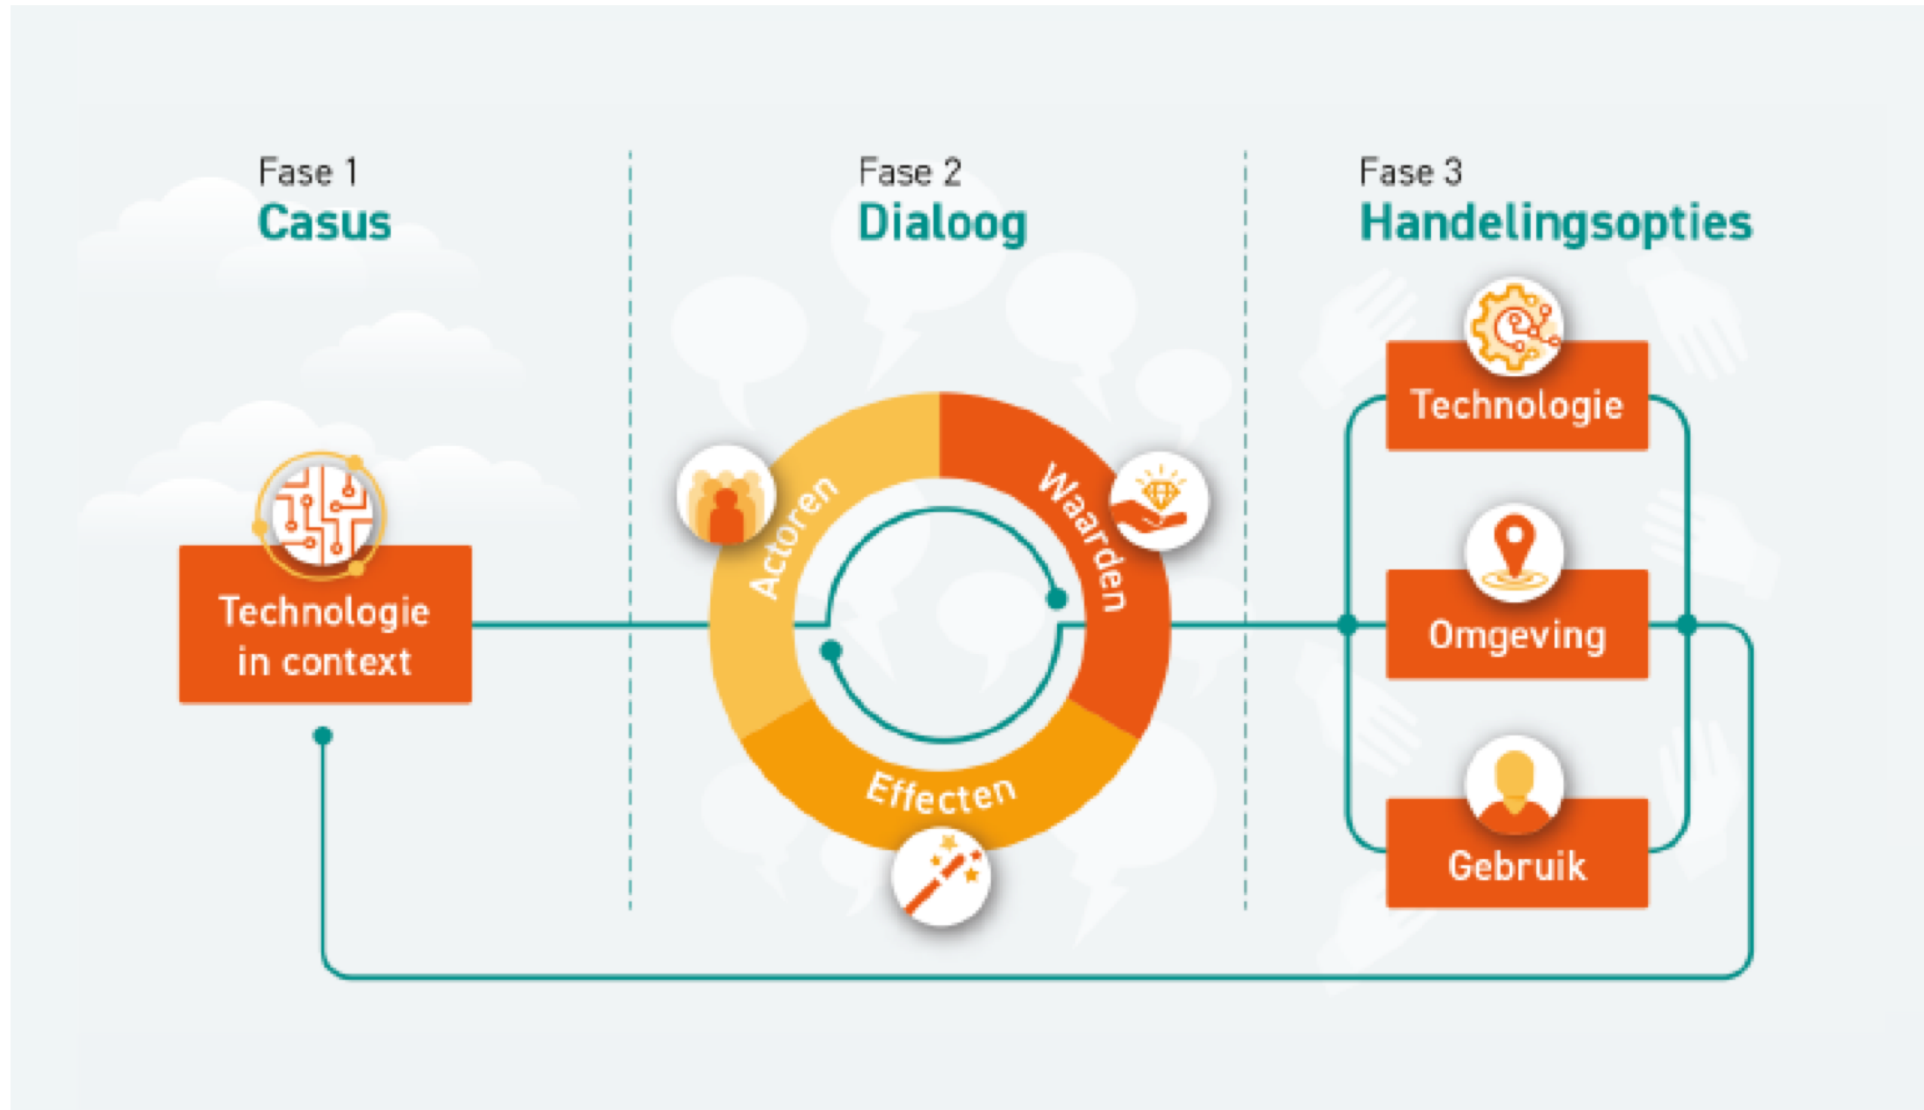 Fase 1
Casus
Technologie
in context
Fase 2
Dialoog
Actoren
Waarden
Effecten
Fase 3
Handelingsopties
Technologie
Omgeving
Gebruik